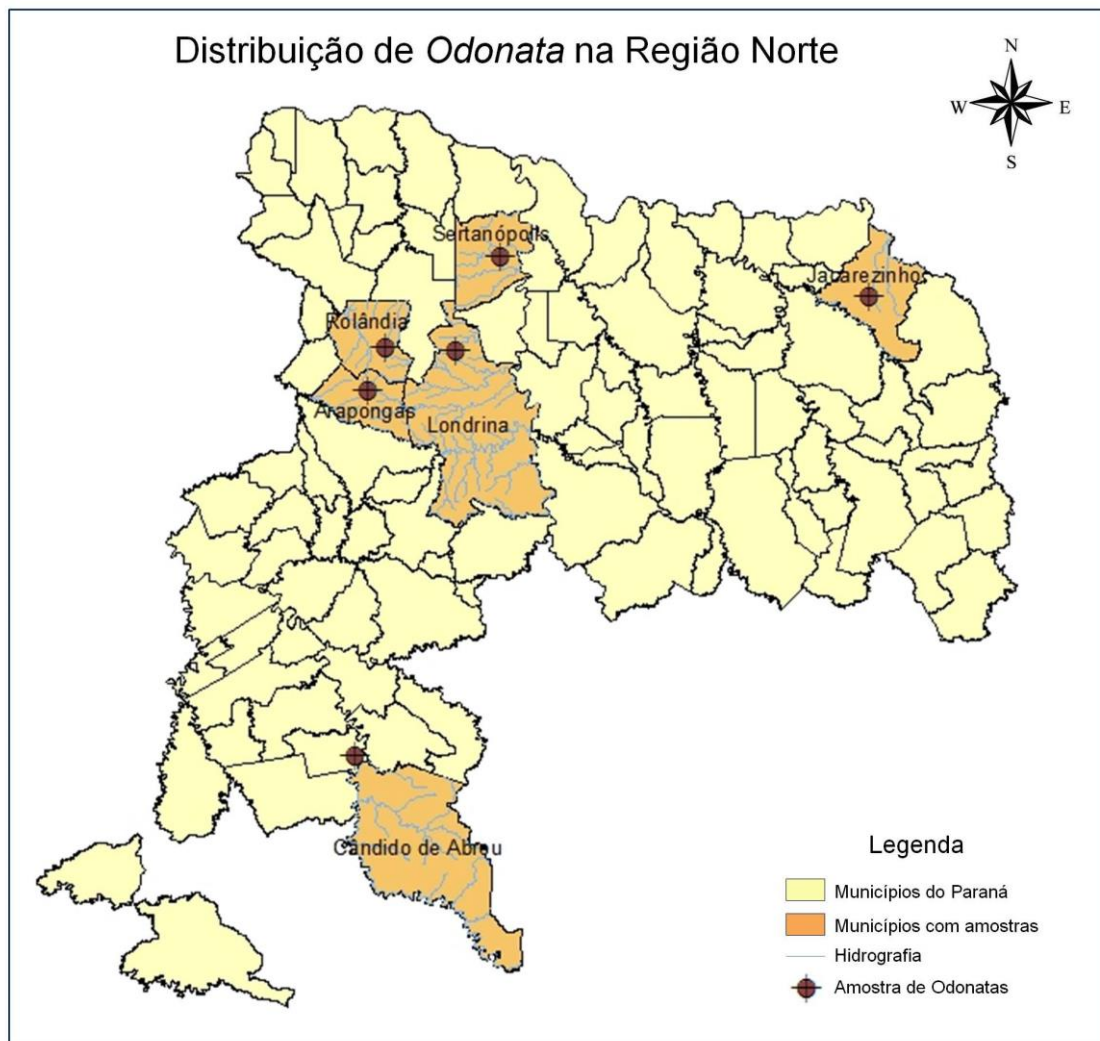 Distribuição de Odonata na Região Norte
N
W E
S
Sertanópolis
Jacarezinho
Rolândia
Arapongas
Londrina
Cândido de Abreu
Legenda
Municípios do Paraná
Municípios com amostras
Hidrografia
Amostra de Odonatas